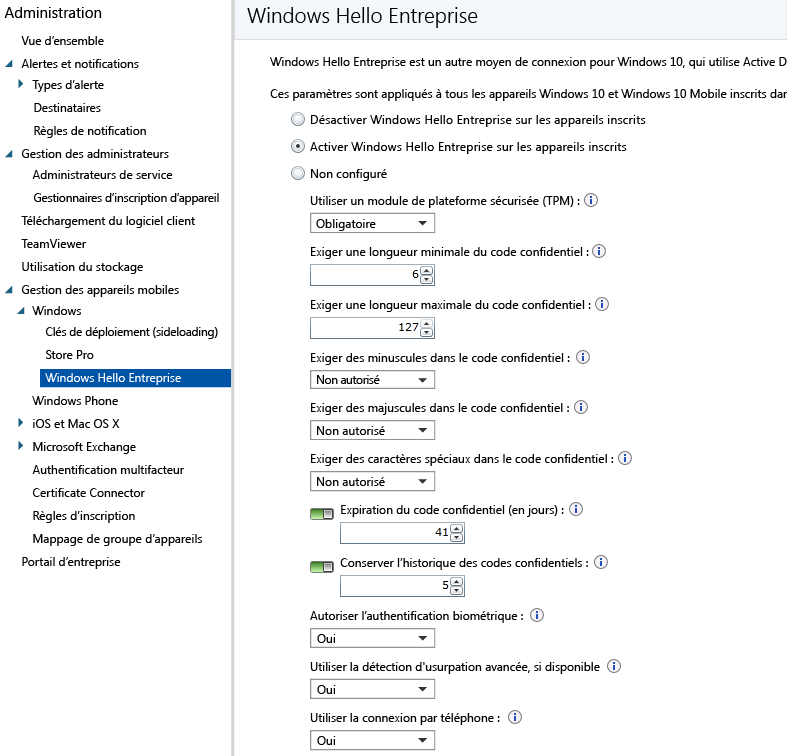 Administration
Vue d'ensemble
Alertes et notifications
Types d'alerte
Destinataires
Règles de notification
Gestion des administrateurs
Administrateurs de service
Gestionnaires d'inscription d'appareil
Téléchargement du logiciel client
TeamViewer
Utilisation du stockage
Gestion des appareils mobiles
Windows
Clés de déploiement (sideloading)
Store Pro
Windows Hello Entreprise
Windows Phone
iOS et Mac OS X
Microsoft Exchange
Authentification multifacteur
Certificate Connector
Règles d'inscription
Mappage de groupe d'appareils
Portail d'entreprise
Windows Hello Entreprise
Windows Hello Entreprise est un autre moyen de connexion pour Windows 10, qui utilise Active D
Ces paramètres sont appliqués à tous les appareils Windows 10 et Windows 10 Mobile inscrits dan
Désactiver Windows Hello Entreprise sur les appareils inscrits
Activer Windows Hello Entreprise sur les appareils inscrits
Non configuré
Utiliser un module de plateforme sécurisée (TPM) :
Obligatoire
Exiger une longueur minimale du code confidentiel :
6
Exiger une longueur maximale du code confidentiel :
127
Exiger des minuscules dans le code confidentiel :
Non autorisé
Exiger des majuscules dans le code confidentiel :
Non autorisé
Exiger des caractères spéciaux dans le code confidentiel :
Non autorisé
Expiration du code confidentiel (en jours) :
41
Conserver l'historique des codes confidentiels :
5
Autoriser l'authentification biométrique :
Oui
Utiliser la détection d'usurpation avancée, si disponible
Oui
Utiliser la connexion par téléphone :
Oui